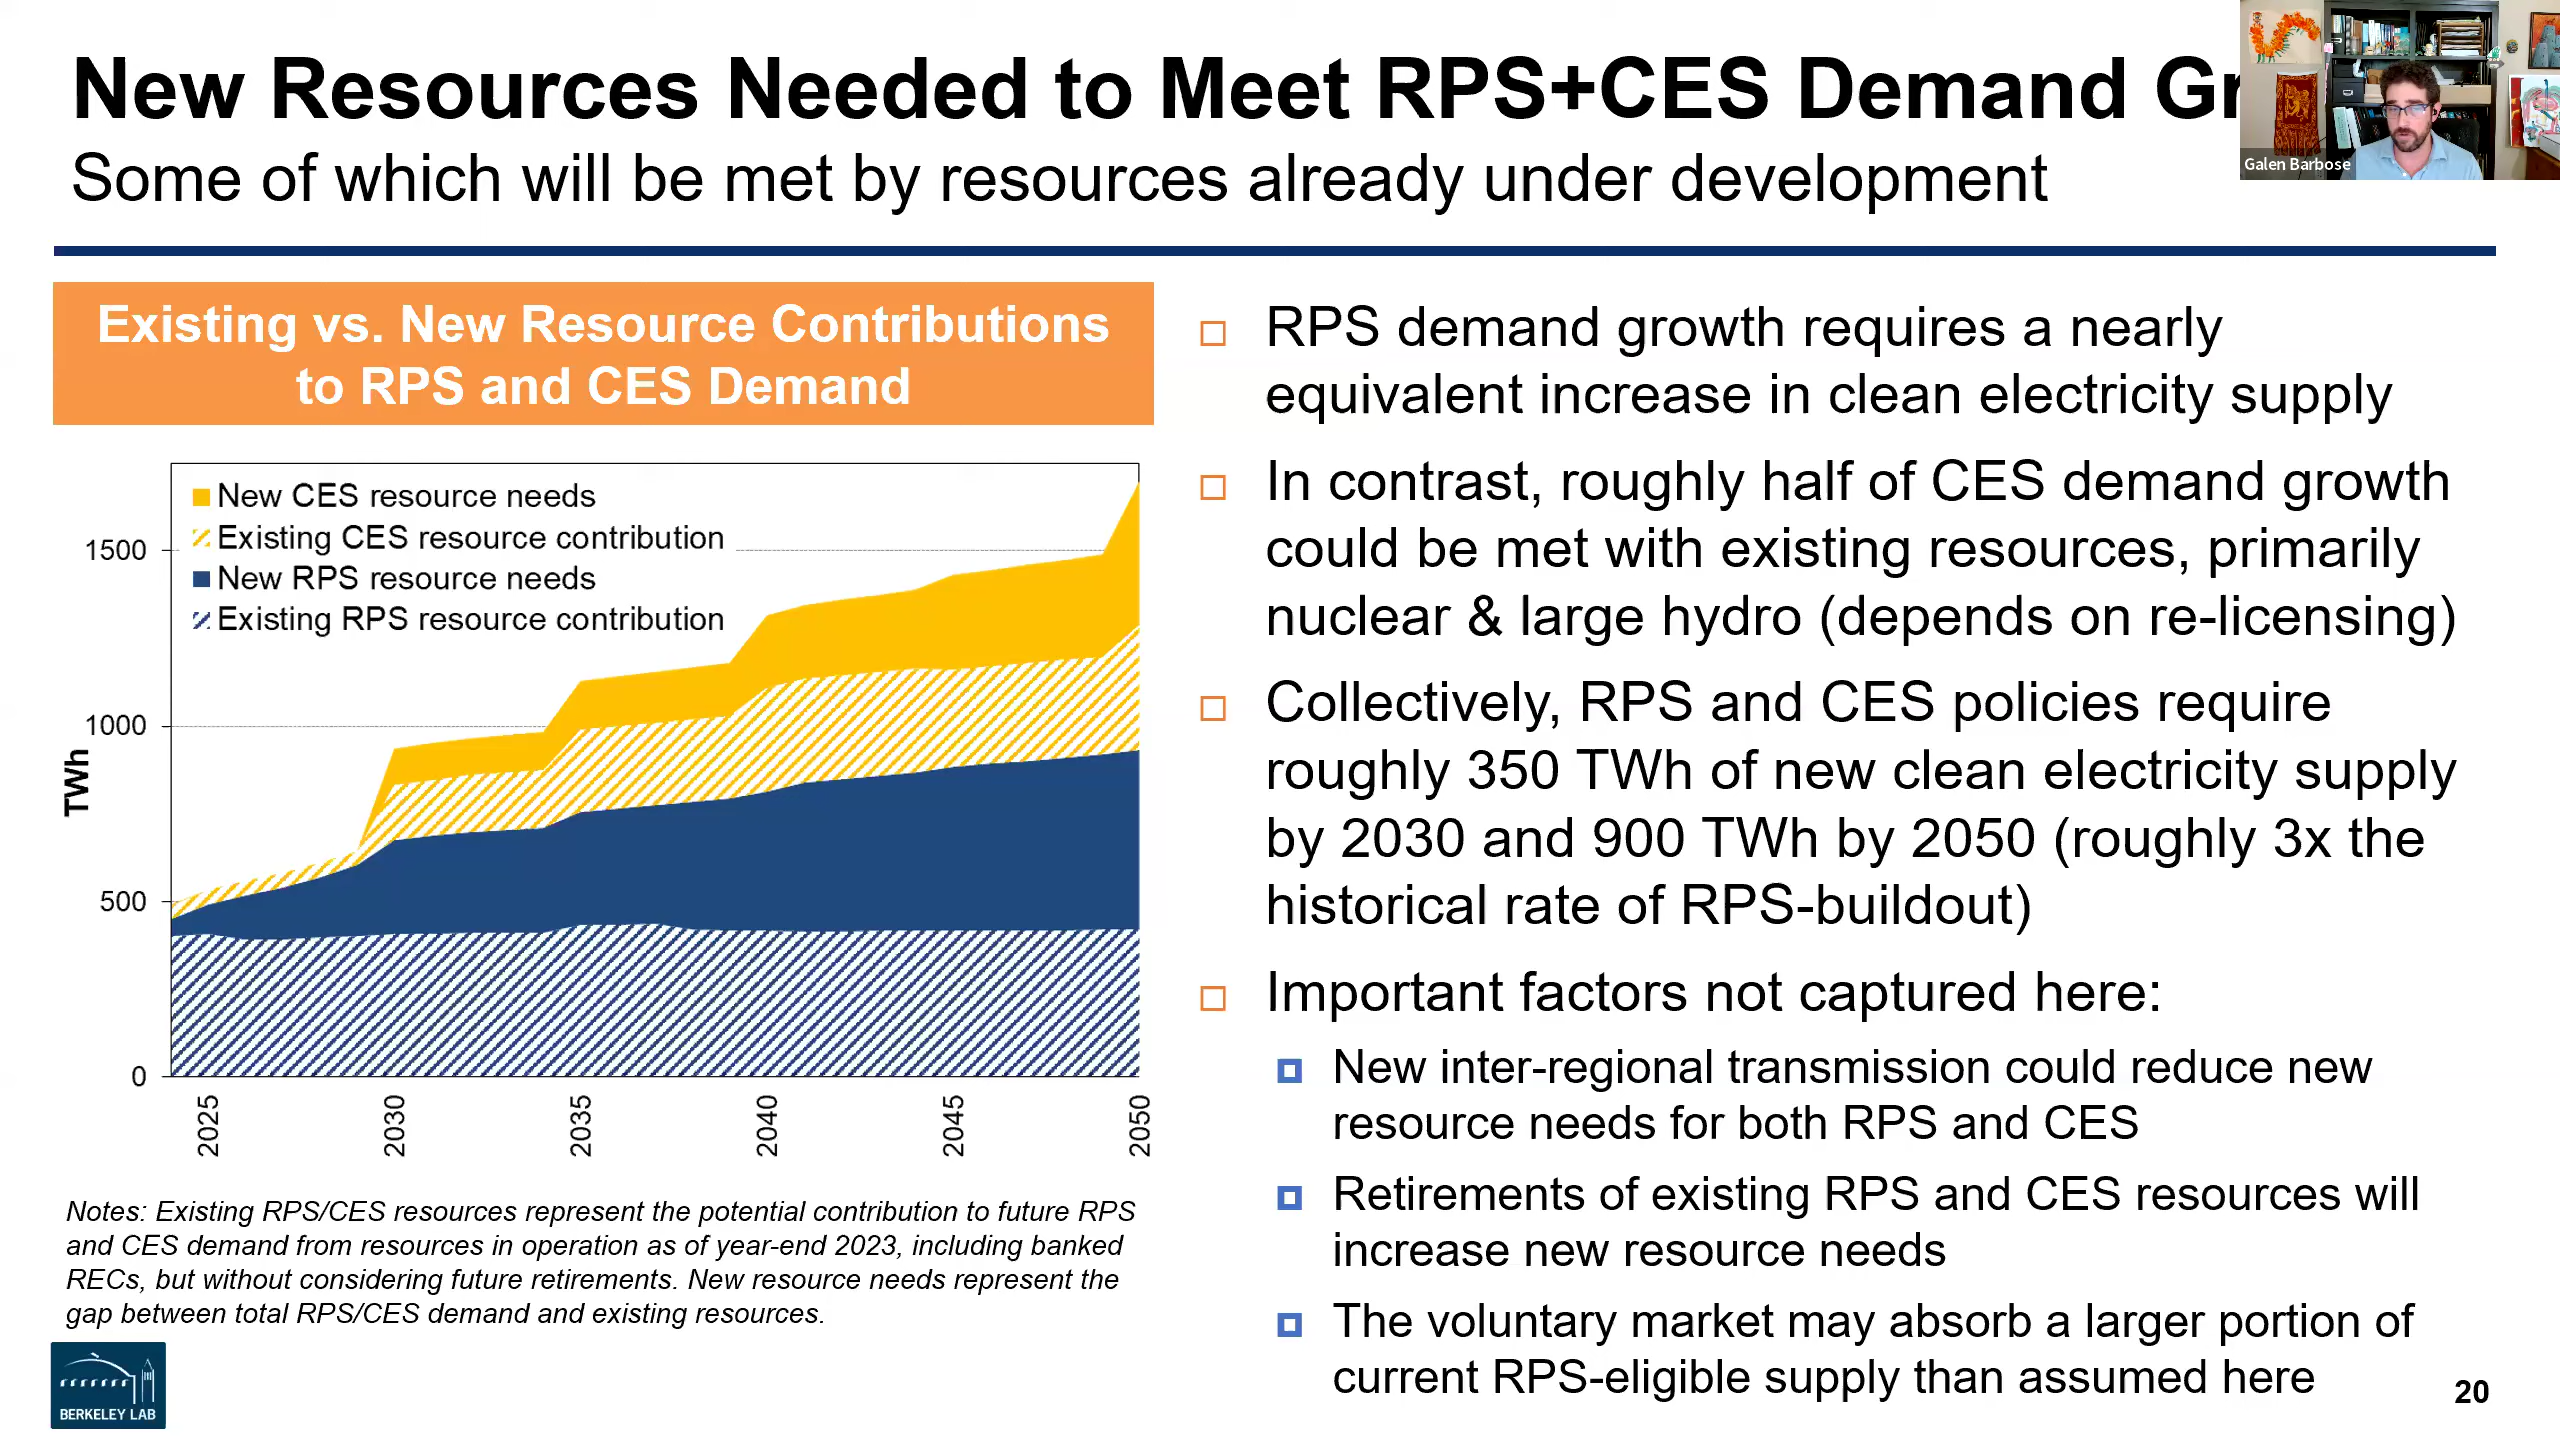 New Resources Needed to Meet RPS+CES Demand Gr
Some of which will be met by resources already under development
Galen Barbose
Existing vs. New Resource Contributions
to RPS and CES Demand
New CES resource needs
Existing CES resource contribution
New RPS resource needs
Existing RPS resource contribution
1500
1000
500
0
TWh
2025
2030
2035
2040
2045
2050
Notes: Existing RPS/CES resources represent the potential contribution to future RPS
and CES demand from resources in operation as of year-end 2023, including banked
RECs, but without considering future retirements. New resource needs represent the
gap between total RPS/CES demand and existing resources.
BERKELEY LAB
RPS demand growth requires a nearly
equivalent increase in clean electricity supply
In contrast, roughly half of CES demand growth
could be met with existing resources, primarily
nuclear & large hydro (depends on re-licensing)
Collectively, RPS and CES policies require
roughly 350 TWh of new clean electricity supply
by 2030 and 900 TWh by 2050 (roughly 3x the
historical rate of RPS-buildout)
Important factors not captured here:
New inter-regional transmission could reduce new
resource needs for both RPS and CES
Retirements of existing RPS and CES resources will
increase new resource needs
The voluntary market may absorb a larger portion of
current RPS-eligible supply than assumed here
20